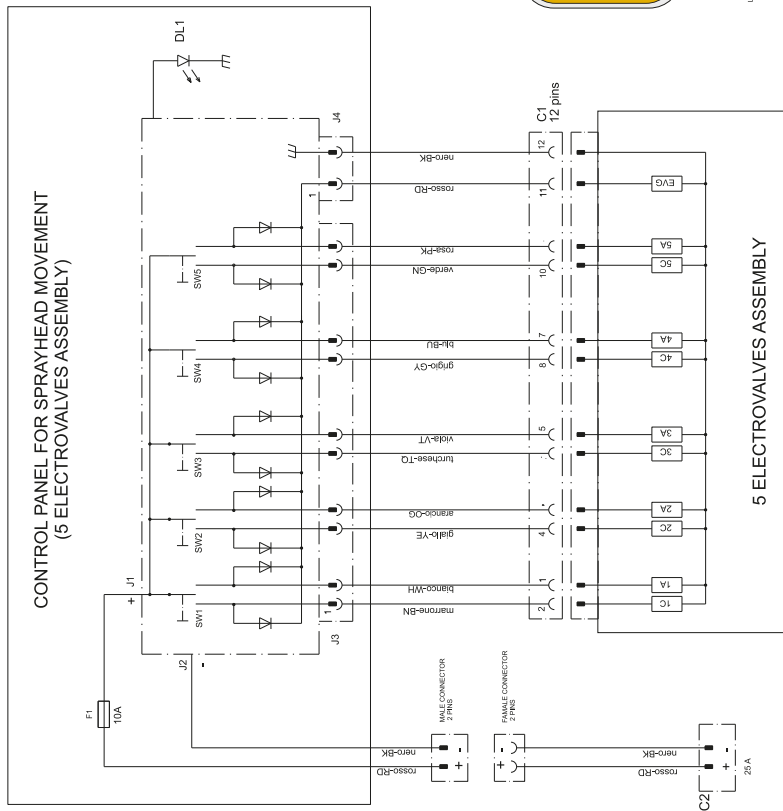 CONTROL PANEL FOR SPRAYHEAD MOVEMENT
(5 ELECTROVALVES ASSEMBLY)
DL1
F1
10A
J1
+
J2
-
SW1
SW2
SW3
SW4
SW5
J3
1
1
J4
marrone-BN
bianco-WH
giallo-YE
arancio-OG
turchese-TQ
viola-VT
grigio-GY
blu-BU
verde-GN
rosa-PK
rosso-RD
nero-BK
C1
12 pins
2
1
4
5
8
7
10
11
12
1C
1A
2C
2A
3C
3A
4C
4A
5C
5A
EVG
5 ELECTROVALVES ASSEMBLY
rosso-RD
nero-BK
MALE CONNECTOR
2 PINS
+ -
FAMALE CONNECTOR
2 PINS
+ -
rosso-RD
nero-BK
C2
+ -
25 A